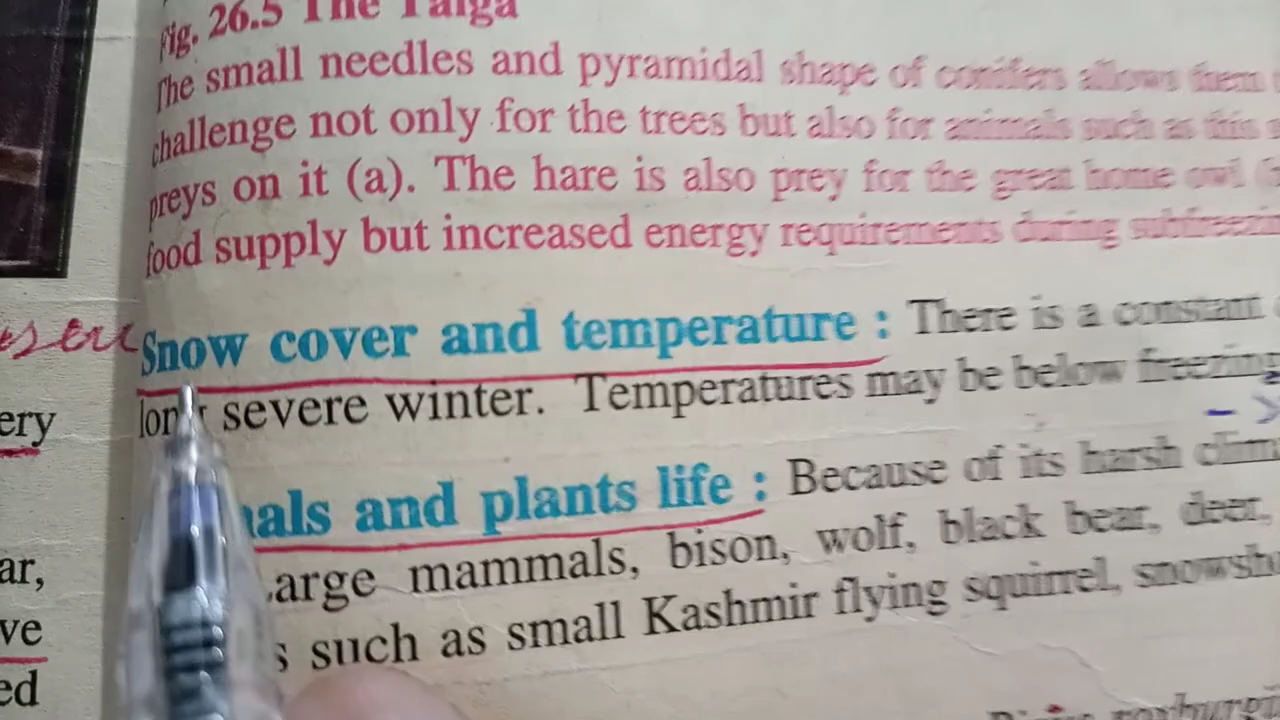 Fig. 26.5 The Taiga
The small needles and pyramidal shape of conifers allows them
challenge not only for the trees but also for animals such as this
preys on it (a). The hare is also prey for the great home owl
food supply but increased energy requirements during
Snow cover and temperature : There is a constant
severe winter. Temperatures may be below freezing
and plants life : Because of its harsh
mammals, bison, wolf, black bear, deer,
such as small Kashmir flying squirrel,
ery
ar,
ve
ed